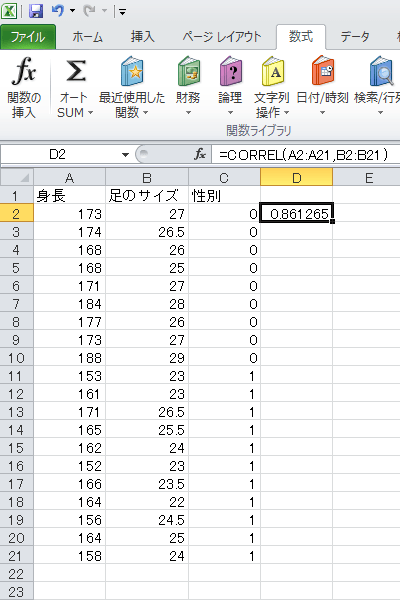 ファイル ホーム 挿入 ページ レイアウト 数式 データ
fx Σ θ ?  A
関数の 挿入 オート SUM 最近使用した 関数 財務 論理 文字列 操作 日付/時刻 検索/行列
関数ライブラリ
D2 fx =CORREL(A2:A21,B2:B21)
A B C D E
1 身長 足のサイズ 性別
2 173 27 0 0.861265
3 174 26.5 0
4 168 26 0
5 168 25 0
6 171 27 0
7 184 28 0
8 177 26 0
9 173 27 0
10 188 29 0
11 153 23 1
12 161 23 1
13 171 26.5 1
14 165 25.5 1
15 162 24 1
16 152 23 1
17 166 23.5 1
18 164 22 1
19 156 24.5 1
20 164 25 1
21 158 24 1
22
23